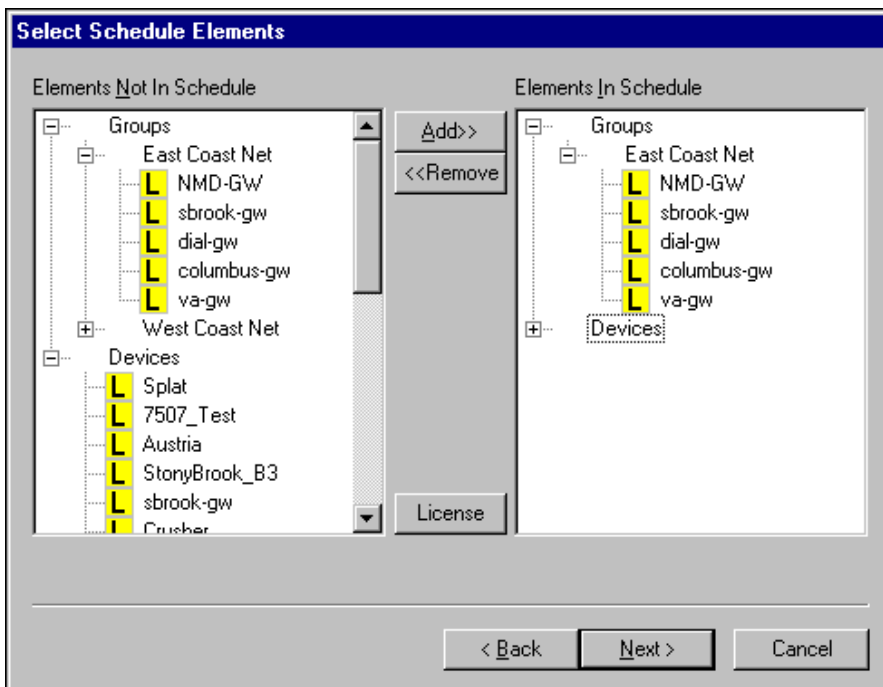 Select Schedule Elements
Elements Not In Schedule
Groups
East Coast Net
L NMD-GW
L sbrook-gw
L dial-gw
L columbus-gw
L va-gw
West Coast Net
Devices
L Splat
L 7507_Test
L Austria
L StonyBrook_B3
L sbrook-gw
L Crusher
Add>>
<<Remove
License
Elements In Schedule
Groups
East Coast Net
L NMD-GW
L sbrook-gw
L dial-gw
L columbus-gw
L va-gw
Devices
< Back
Next >
Cancel